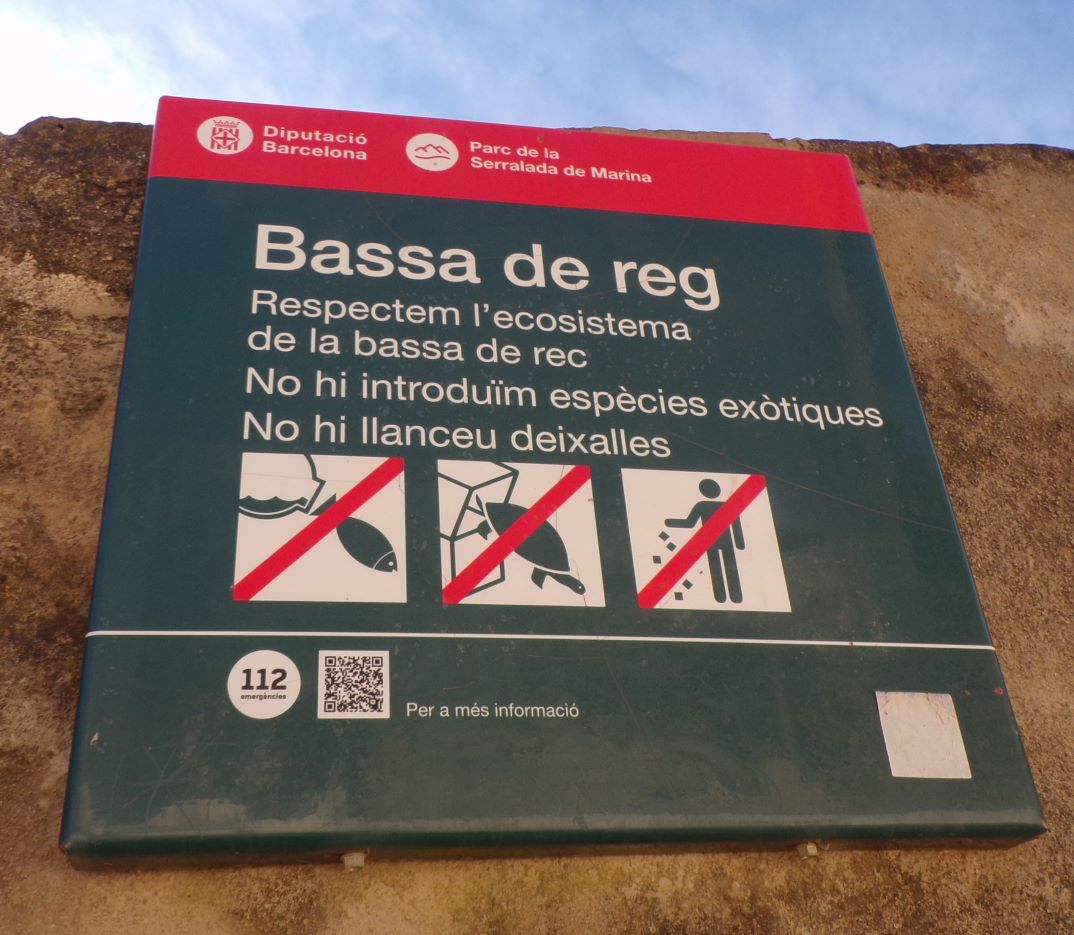 Diputació
Barcelona
Parc de la
Serralada de Marina
Bassa de reg
Respectem l'ecosistema
de la bassa de rec
No hi introduïm espècies exòtiques
No hi llanceu deixalles
112
emergències
Per a més informació